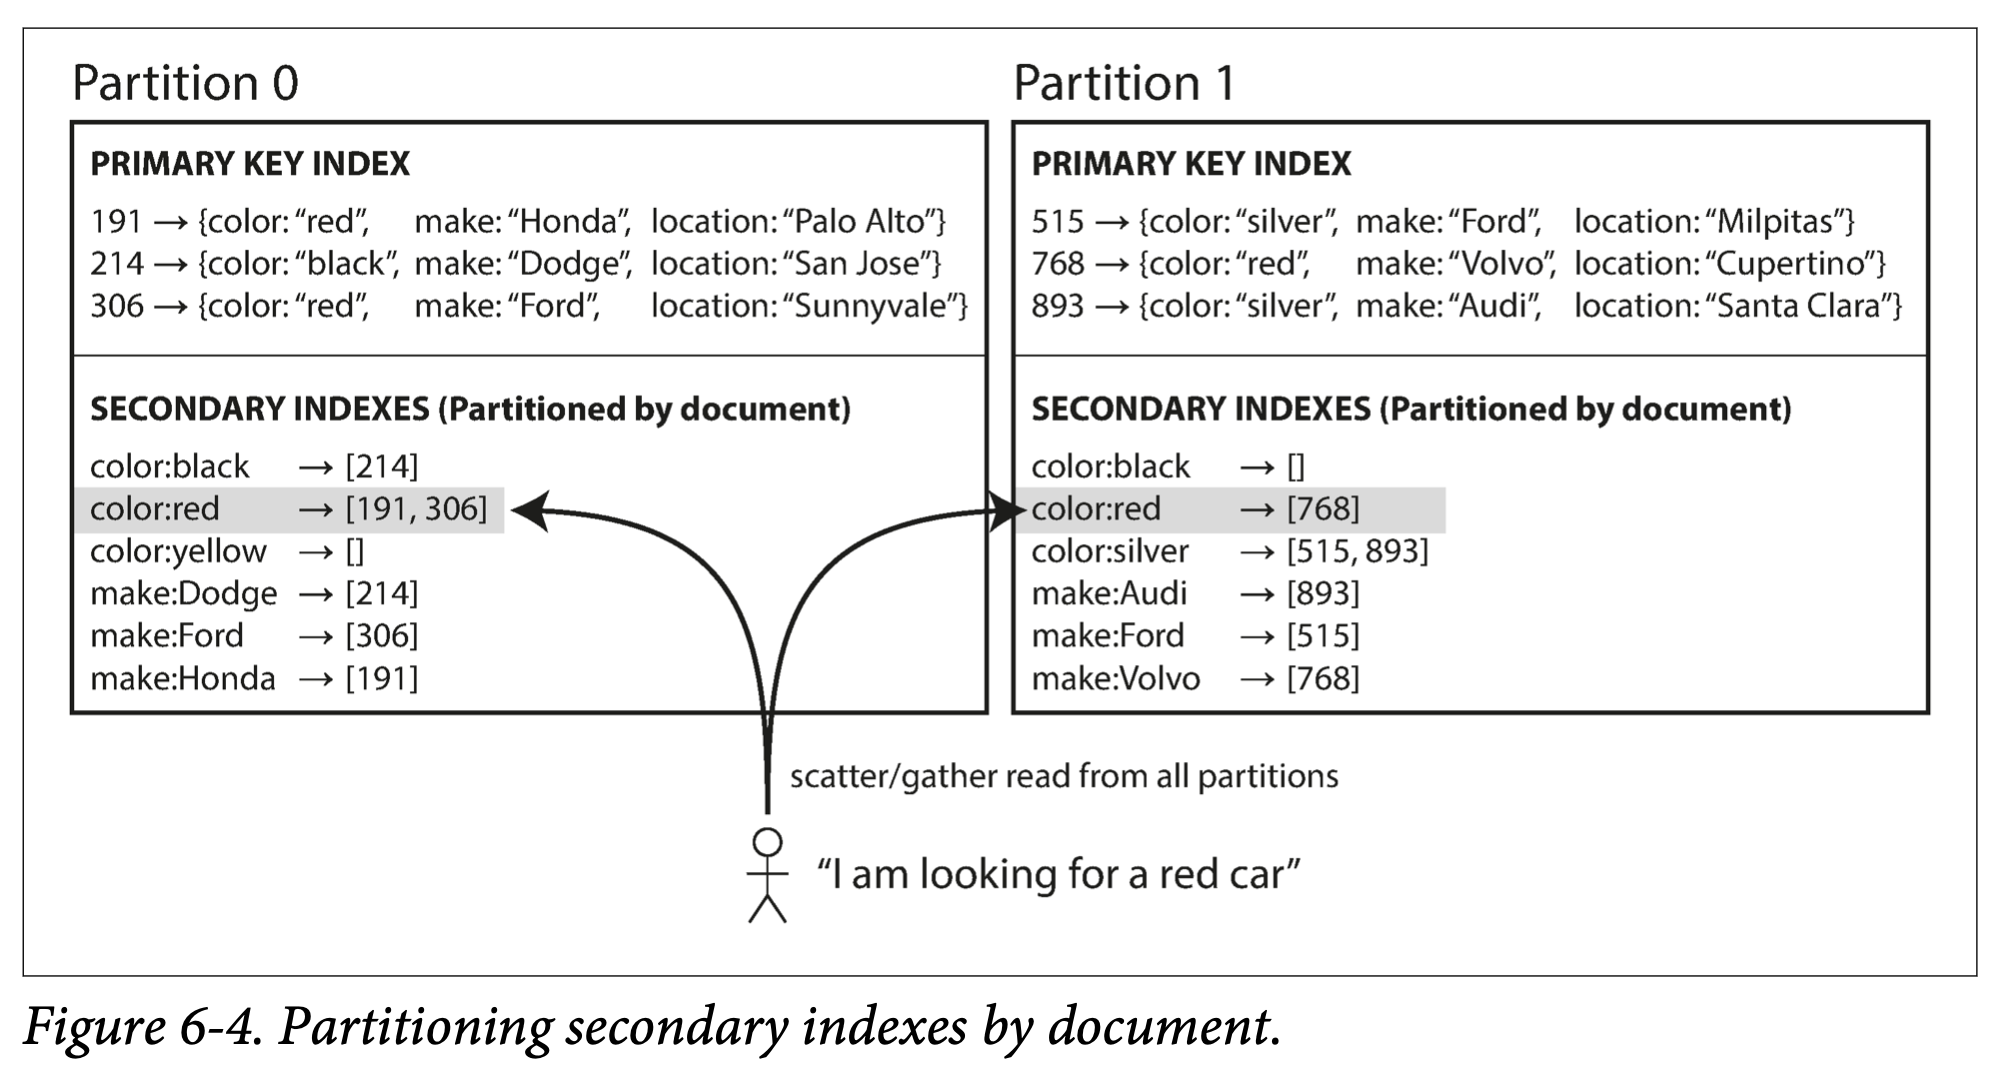 Partition 0
PRIMARY KEY INDEX
191 → {color: “red”, make: “Honda”, location: “Palo Alto”}
214 → {color: “black”, make: “Dodge”, location: “San Jose”}
306 → {color: “red”, make: “Ford”, location: “Sunnyvale”}
SECONDARY INDEXES (Partitioned by document)
color:black → [214]
color:red → [191, 306]
color:yellow → []
make:Dodge → [214]
make:Ford → [306]
make:Honda → [191]
Partition 1
PRIMARY KEY INDEX
515 → {color: “silver”, make: “Ford”, location: “Milpitas”}
768 → {color: “red”, make: “Volvo”, location: “Cupertino”}
893 → {color: “silver”, make: “Audi”, location: “Santa Clara”}
SECONDARY INDEXES (Partitioned by document)
color:black → []
color:red → [768]
color:silver → [515, 893]
make:Audi → [893]
make:Ford → [515]
make:Volvo → [768]
scatter/gather read from all partitions
“I am looking for a red car”
Figure 6-4. Partitioning secondary indexes by document.